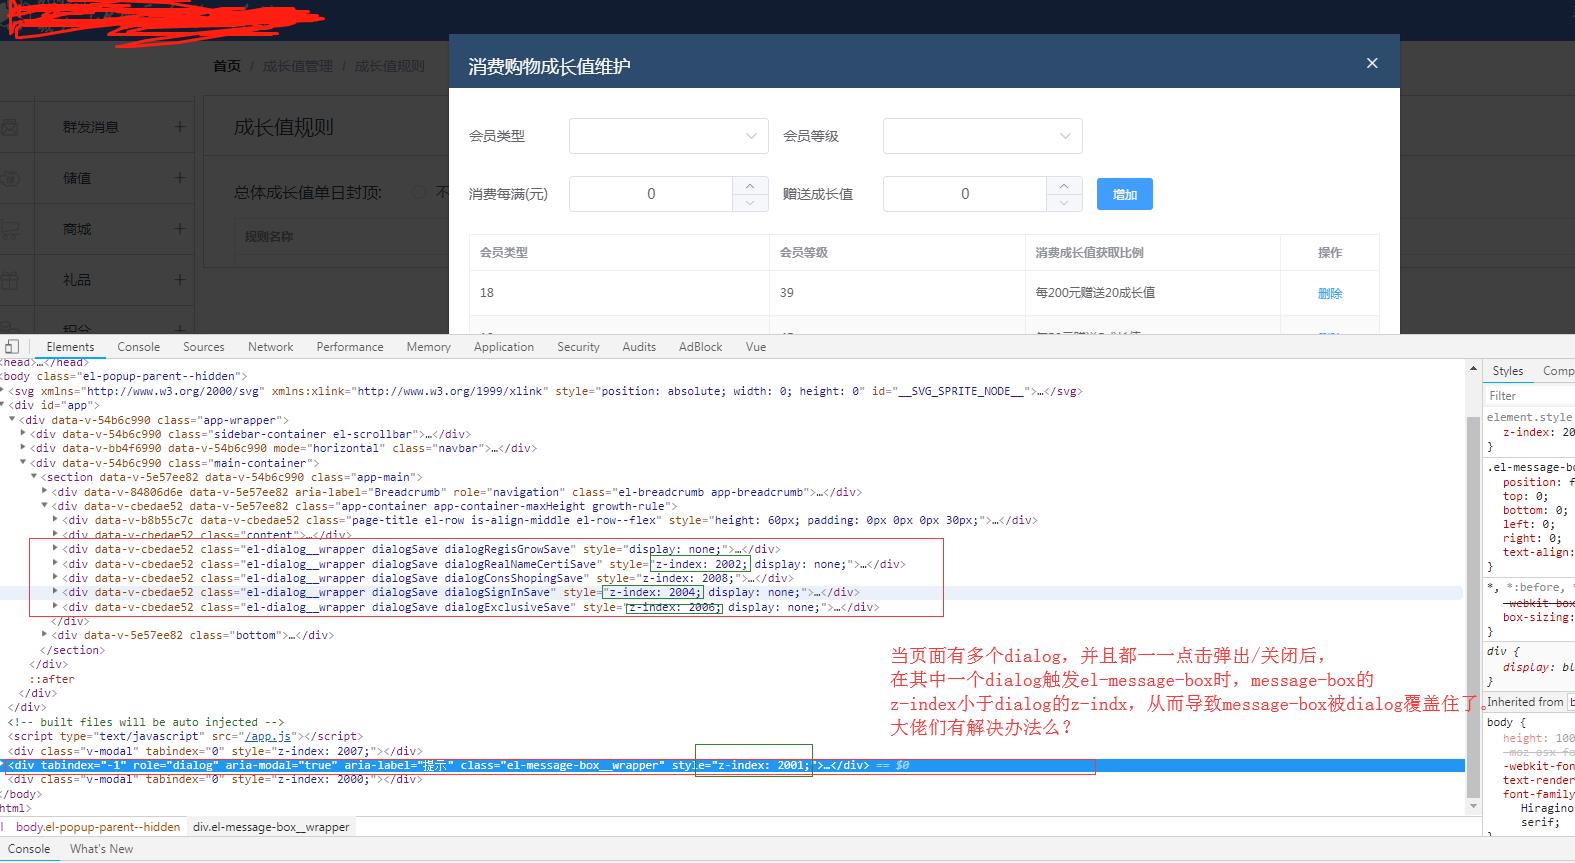 首页 / 成长值管理 / 成长值规则
群发消息 +
储值 +
商城 +
礼品 +
积分 +
成长值规则
总体成长值单日封顶: 不
规则名称
消费购物成长值维护 ×
会员类型 会员等级
消费每满(元) 0 赠送成长值 0 增加
会员类型 会员等级 消费成长值获取比例 操作
18 39 每200元赠送20成长值 删除
Elements Console Sources Network Performance Memory Application Security Audits AdBlock Vue
<head>…</head>
<body class="el-popup-parent--hidden">
<svg xmlns="http://www.w3.org/2000/svg" xmlns:xlink="http://www.w3.org/1999/xlink" style="position: absolute; width: 0; height: 0" id="__SVG_SPRITE_NODE__">…</svg>
<div id="app">
<div data-v-54b6c990 class="app-wrapper">
<div data-v-54b6c990 class="sidebar-container el-scrollbar">…</div>
<div data-v-bb4f6990 data-v-54b6c990 mode="horizontal" class="navbar">…</div>
<div data-v-54b6c990 class="main-container">
<section data-v-5e57ee82 data-v-54b6c990 class="app-main">
<div data-v-84806d6e data-v-5e57ee82 aria-label="Breadcrumb" role="navigation" class="el-breadcrumb app-breadcrumb">…</div>
<div data-v-cbedae52 data-v-5e57ee82 class="app-container app-container-maxHeight growth-rule">
<div data-v-b8b55c7c data-v-cbedae52 class="page-title el-row is-align-middle el-row--flex" style="height: 60px; padding: 0px 0px 0px 30px;">…</div>
<div data-v-cbedae52 class="content">…</div>
<div data-v-cbedae52 class="el-dialog__wrapper dialogSave dialogRegisGrowSave" style="display: none;">…</div>
<div data-v-cbedae52 class="el-dialog__wrapper dialogSave dialogRealNameCertiSave" style="z-index: 2002; display: none;">…</div>
<div data-v-cbedae52 class="el-dialog__wrapper dialogSave dialogConsShopingSave" style="z-index: 2008;">…</div>
<div data-v-cbedae52 class="el-dialog__wrapper dialogSave dialogSignInSave" style="z-index: 2004; display: none;">…</div>
<div data-v-cbedae52 class="el-dialog__wrapper dialogSave dialogExclusiveSave" style="z-index: 2006; display: none;">…</div>
</div>
<div data-v-5e57ee82 class="bottom">…</div>
</section>
</div>
::after
</div>
</div>
<!-- built files will be auto injected -->
<script type="text/javascript" src="/app.js"></script>
<div class="v-modal" tabindex="0" style="z-index: 2007;"></div>
<div tabindex="-1" role="dialog" aria-modal="true" aria-label="提示" class="el-message-box__wrapper" style="z-index: 2001;">…</div> == $0
<div class="v-modal" tabindex="0" style="z-index: 2000;"></div>
</body>
html>
当页面有多个dialog，并且都一一点击弹出/关闭后，
在其中一个dialog触发el-message-box时，message-box的
z-index小于dialog的z-indx，从而导致message-box被dialog覆盖住了。
大佬们有解决办法么？
body.el-popup-parent--hidden div.el-message-box__wrapper
Console What's New
Styles Comp
Filter
element.style
z-index: 20
}
.el-message-bo
position: f
top: 0;
bottom: 0;
left: 0;
right: 0;
text-align:
}
*, *:before, *
-webkit-box
box-sizing:
}
div {
display: bl
}
Inherited from b
body {
height: 100
-moz-osx-fo
-webkit-fon
text-render
font-family
Hiragino
serif;
}